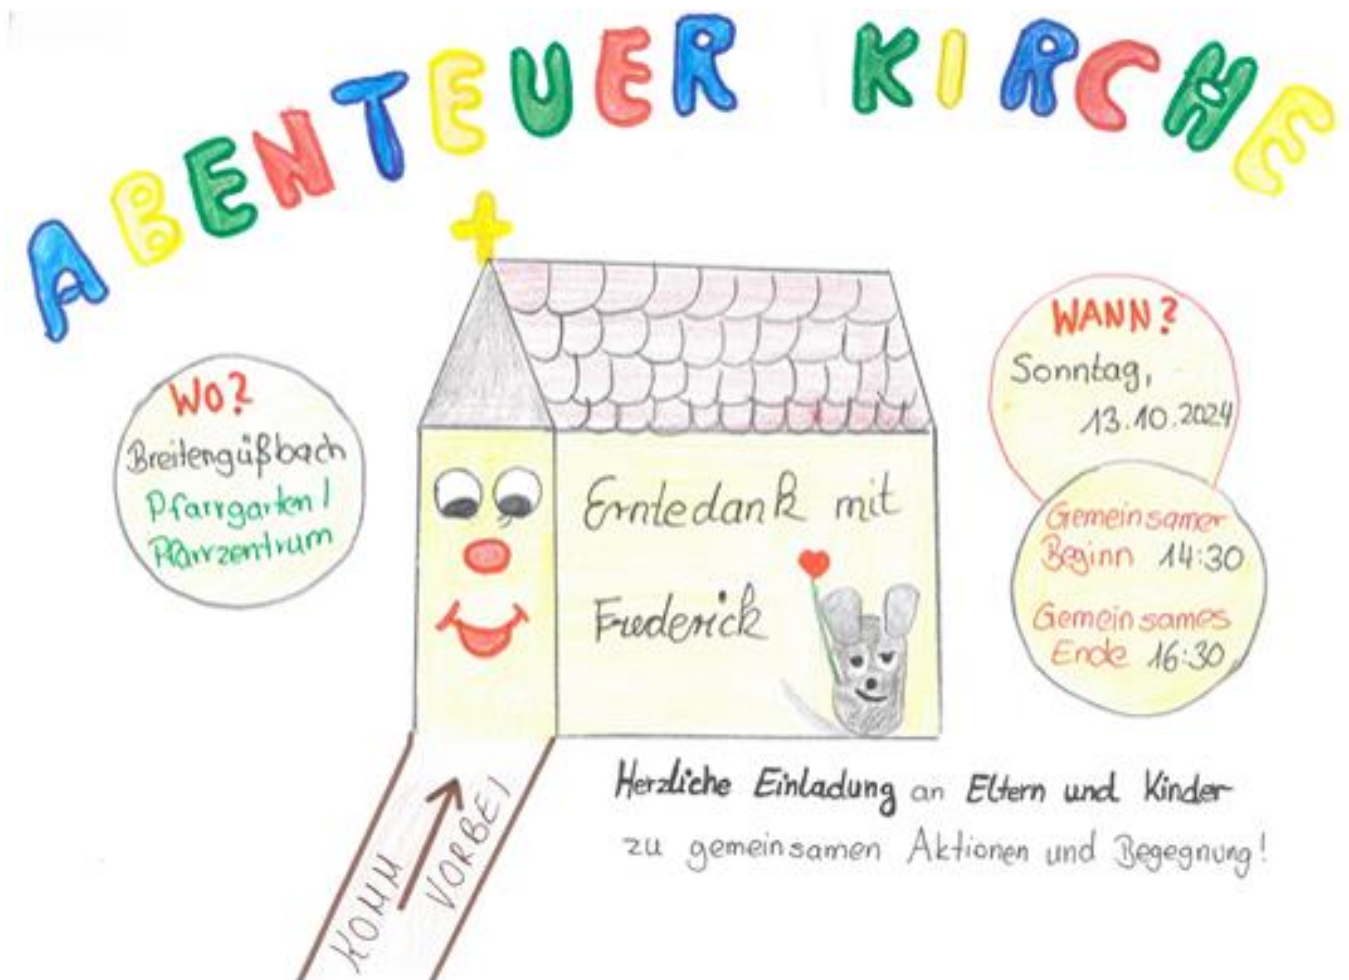 ABENTEUER KIRCHE
WO?
Breitengüßbach
Pfarrgarten/
Pfarrzentrum
WANN?
Sonntag,
13.10.2024
Gemeinsamer
Beginn 14:30
Gemeinsames
Ende 16:30
Erntedank mit
Frederick
KOMM
VORBEI
Herzliche Einladung an Eltern und Kinder
zu gemeinsamen Aktionen und Begegnung!